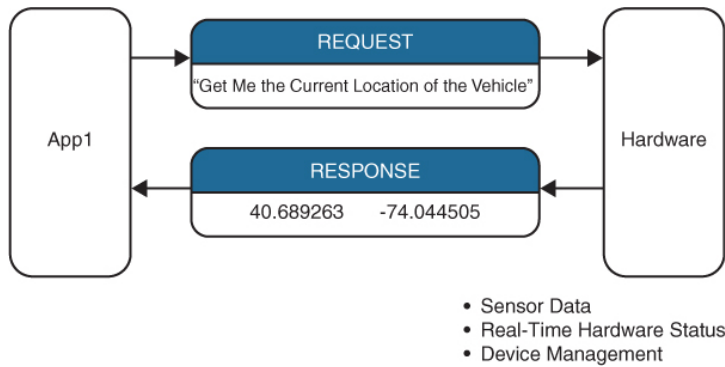 REQUEST
"Get Me the Current Location of the Vehicle"
App1
Hardware
RESPONSE
40.689263 -74.044505
• Sensor Data
• Real-Time Hardware Status
• Device Management